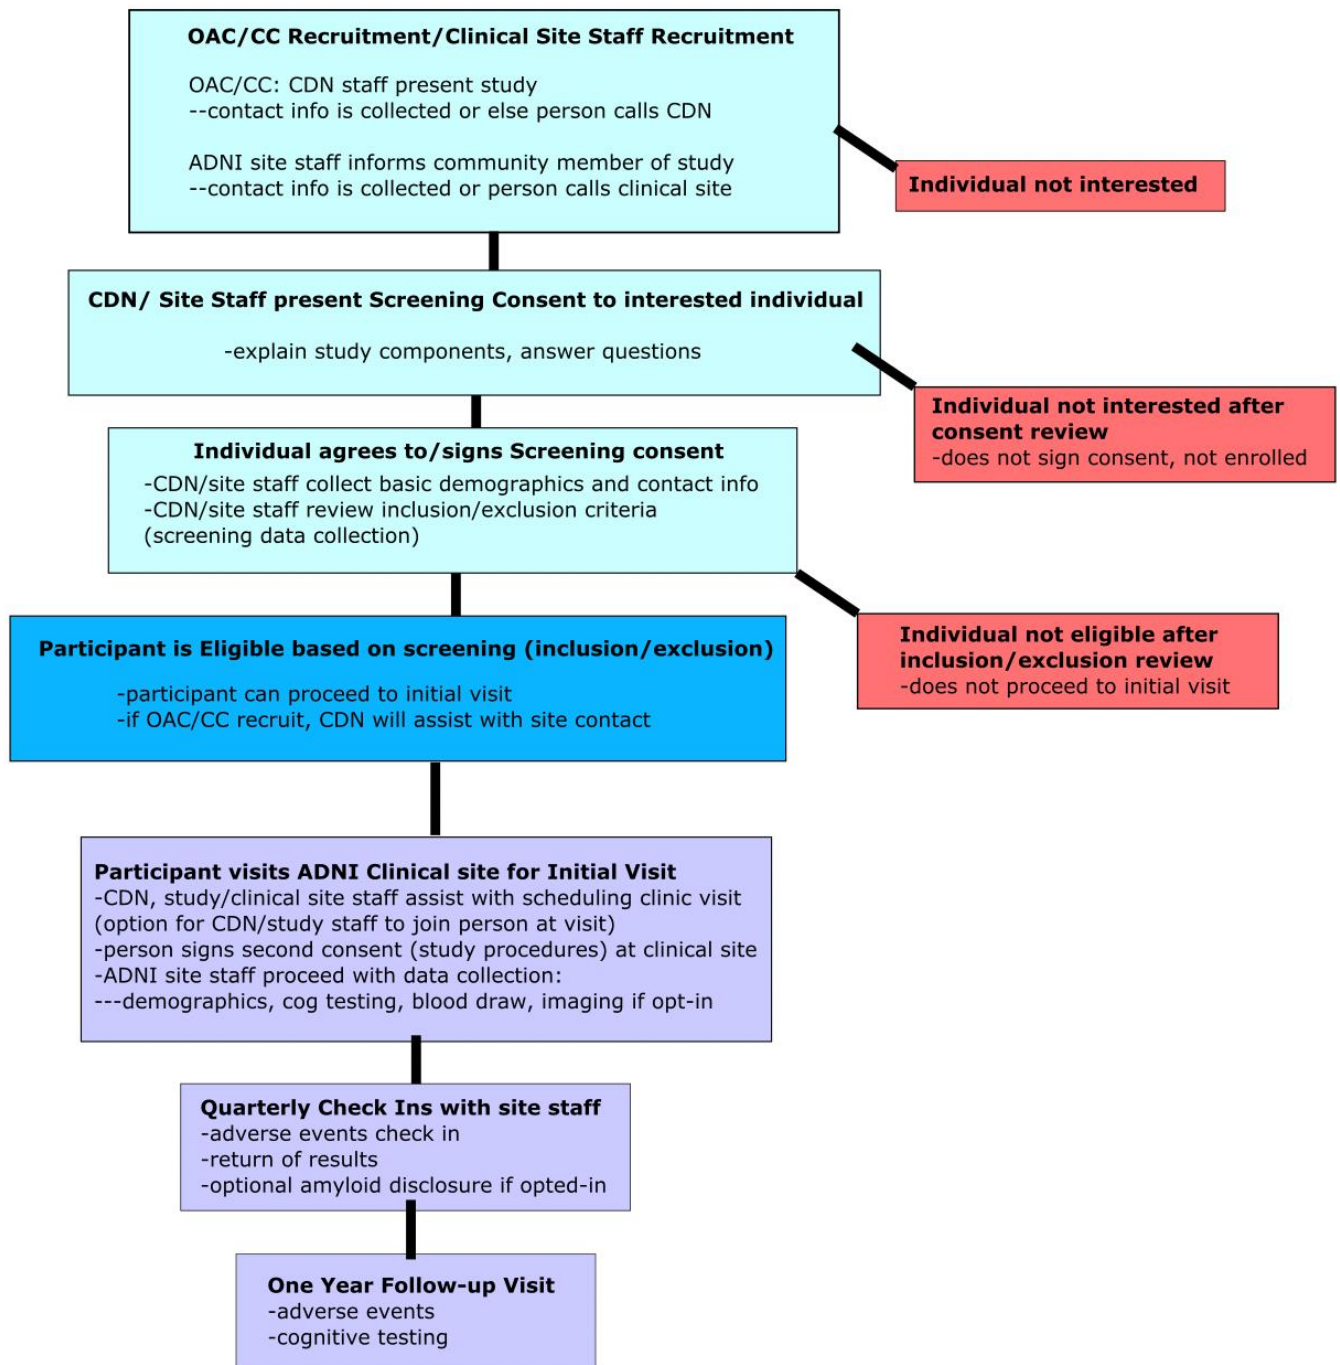 OAC/CC Recruitment/Clinical Site Staff Recruitment
OAC/CC: CDN staff present study
--contact info is collected or else person calls CDN
ADNI site staff informs community member of study
--contact info is collected or person calls clinical site
Individual not interested
CDN/ Site Staff present Screening Consent to interested individual
-explain study components, answer questions
Individual not interested after
consent review
-does not sign consent, not enrolled
Individual agrees to/signs Screening consent
-CDN/site staff collect basic demographics and contact info
-CDN/site staff review inclusion/exclusion criteria
(screening data collection)
Individual not eligible after
inclusion/exclusion review
-does not proceed to initial visit
Participant is Eligible based on screening (inclusion/exclusion)
-participant can proceed to initial visit
-if OAC/CC recruit, CDN will assist with site contact
Participant visits ADNI Clinical site for Initial Visit
-CDN, study/clinical site staff assist with scheduling clinic visit
(option for CDN/study staff to join person at visit)
-person signs second consent (study procedures) at clinical site
-ADNI site staff proceed with data collection:
---demographics, cog testing, blood draw, imaging if opt-in
Quarterly Check Ins with site staff
-adverse events check in
-return of results
-optional amyloid disclosure if opted-in
One Year Follow-up Visit
-adverse events
-cognitive testing